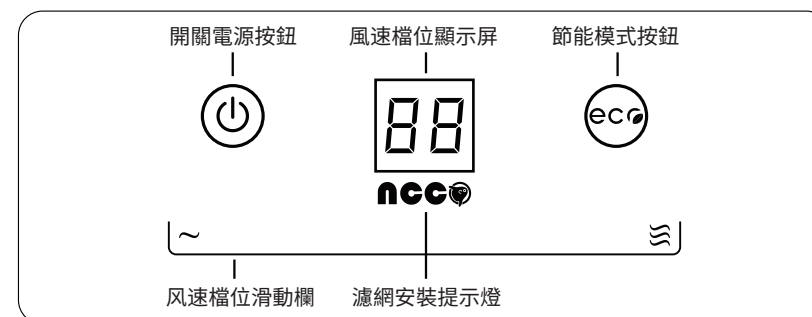 開關電源按鈕
風速檔位顯示屏
節能模式按鈕
88
eco
ncco
风速檔位滑動欄
濾網安裝提示燈